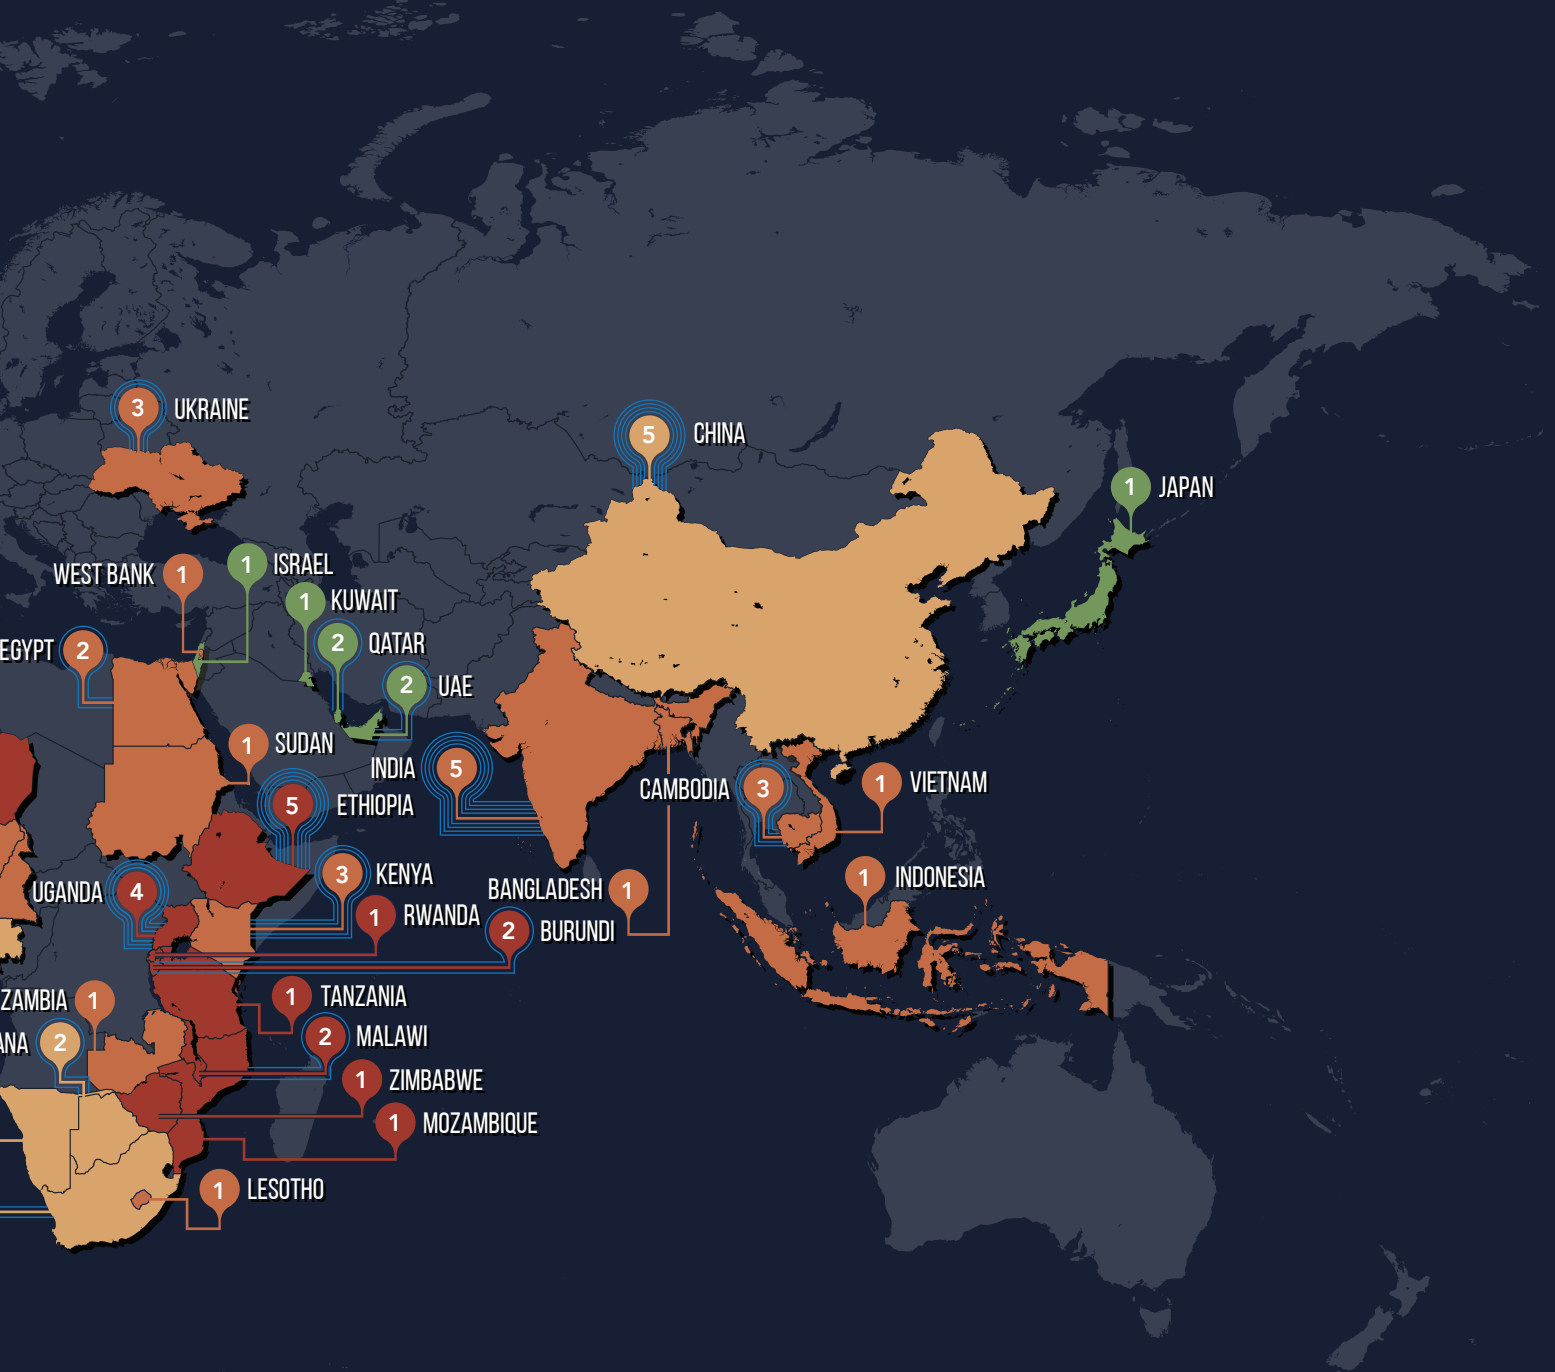 3 UKRAINE
5 CHINA
1 JAPAN
WEST BANK 1
1 ISRAEL
1 KUWAIT
EGYPT 2
2 QATAR
2 UAE
1 SUDAN
INDIA 5
5 ETHIOPIA
CAMBODIA 3
1 VIETNAM
UGANDA 4
3 KENYA
1 INDONESIA
BANGLADESH 1
1 RWANDA
2 BURUNDI
ZAMBIA 1
1 TANZANIA
ANA 2
2 MALAWI
1 ZIMBABWE
1 MOZAMBIQUE
1 LESOTHO